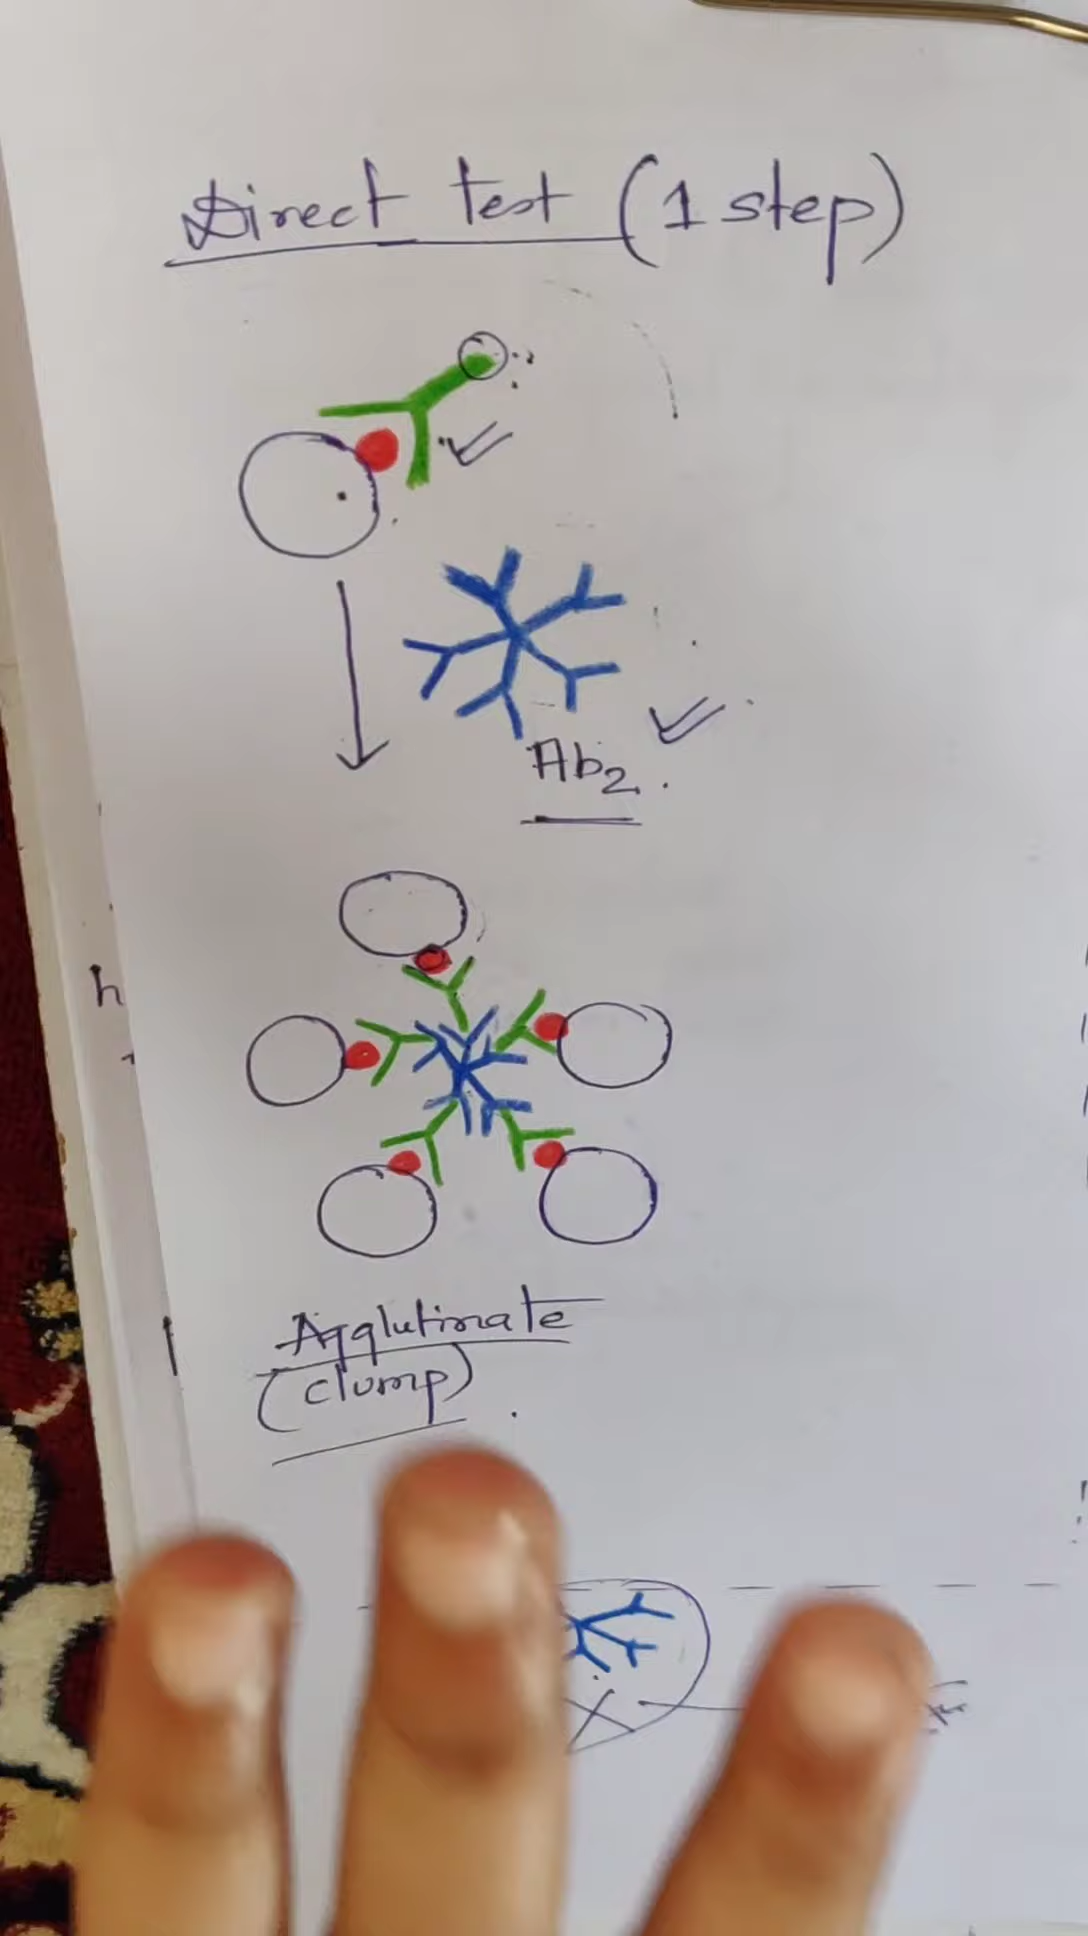 Direct test (1 step)
Ab2.
Agglutinate
(clump)
h